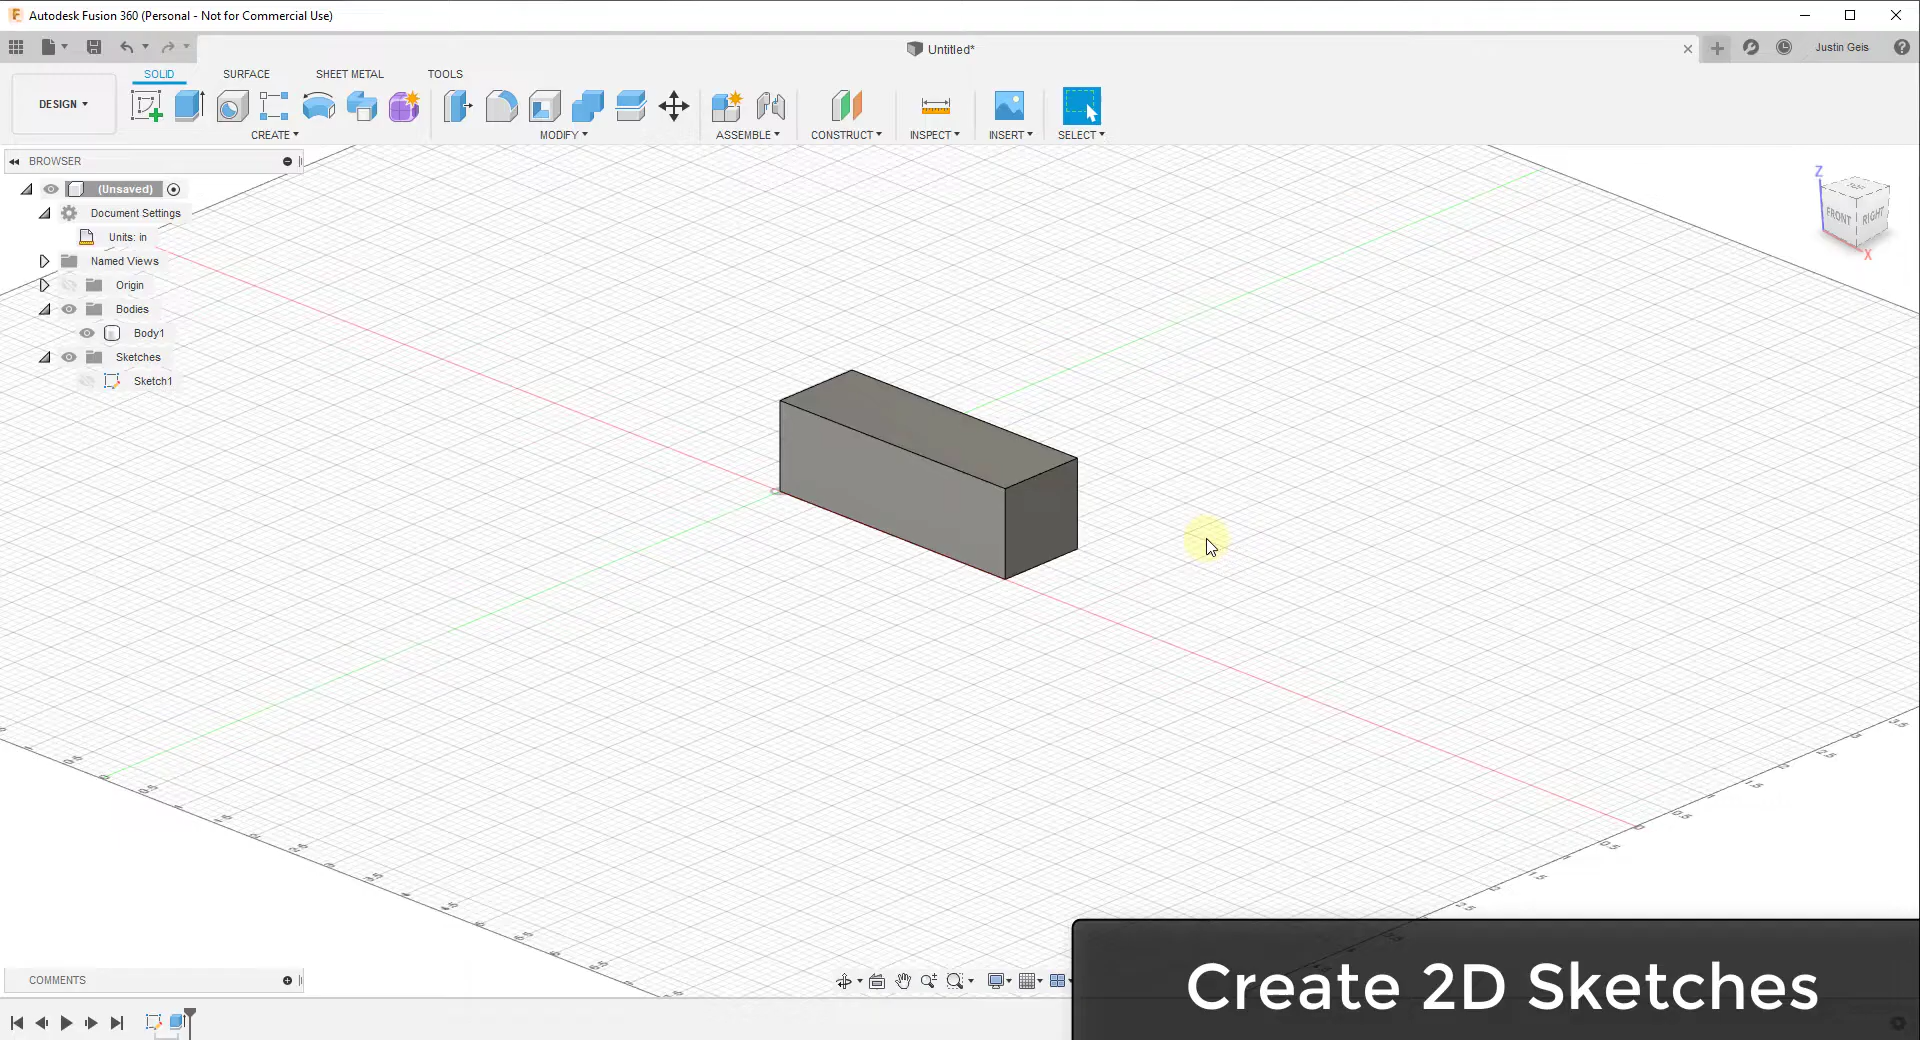 Autodesk Fusion 360 (Personal - Not for Commercial Use)
Untitled*
Justin Geis
SOLID SURFACE SHEET METAL TOOLS
DESIGN
CREATE MODIFY ASSEMBLE CONSTRUCT INSPECT INSERT SELECT
BROWSER
(Unsaved)
Document Settings
Units: in
Named Views
Origin
Bodies
Body1
Sketches
Sketch1
Z
FRONT RIGHT
X
COMMENTS
Create 2D Sketches